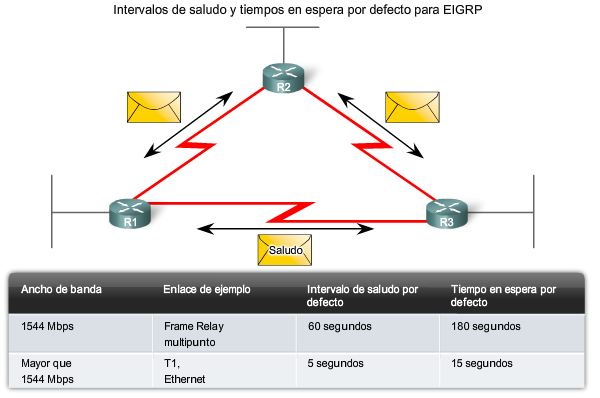 Intervalos de saludo y tiempos en espera por defecto para EIGRP
R2
R1
R3
Saludo
Ancho de banda
Enlace de ejemplo
Intervalo de saludo por
defecto
Tiempo en espera por
defecto
1544 Mbps
Frame Relay
multipunto
60 segundos
180 segundos
Mayor que
1544 Mbps
T1,
Ethernet
5 segundos
15 segundos